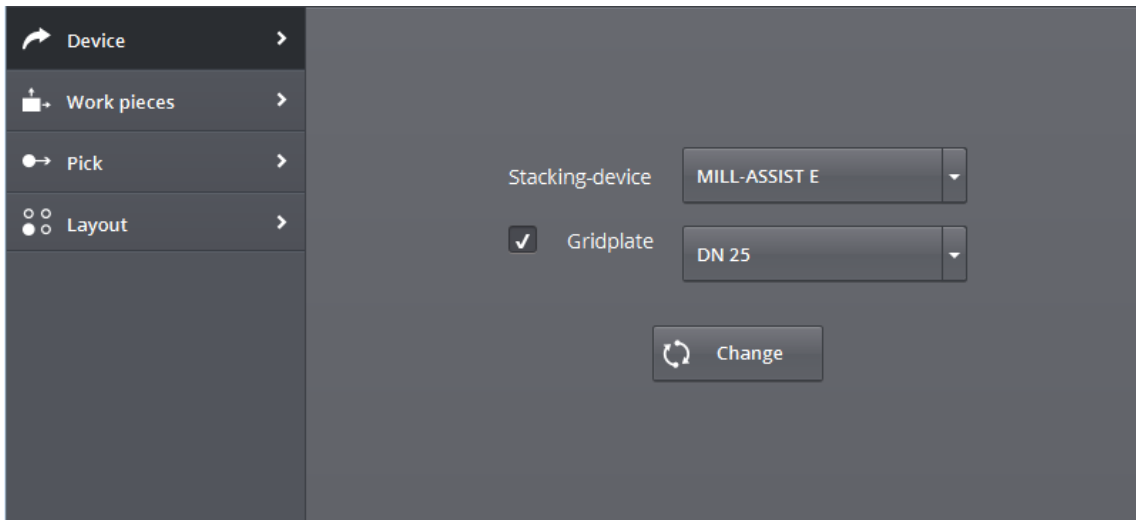 Device
Work pieces
Pick
Layout
Stacking-device MILL-ASSIST E
Gridplate DN 25
Change